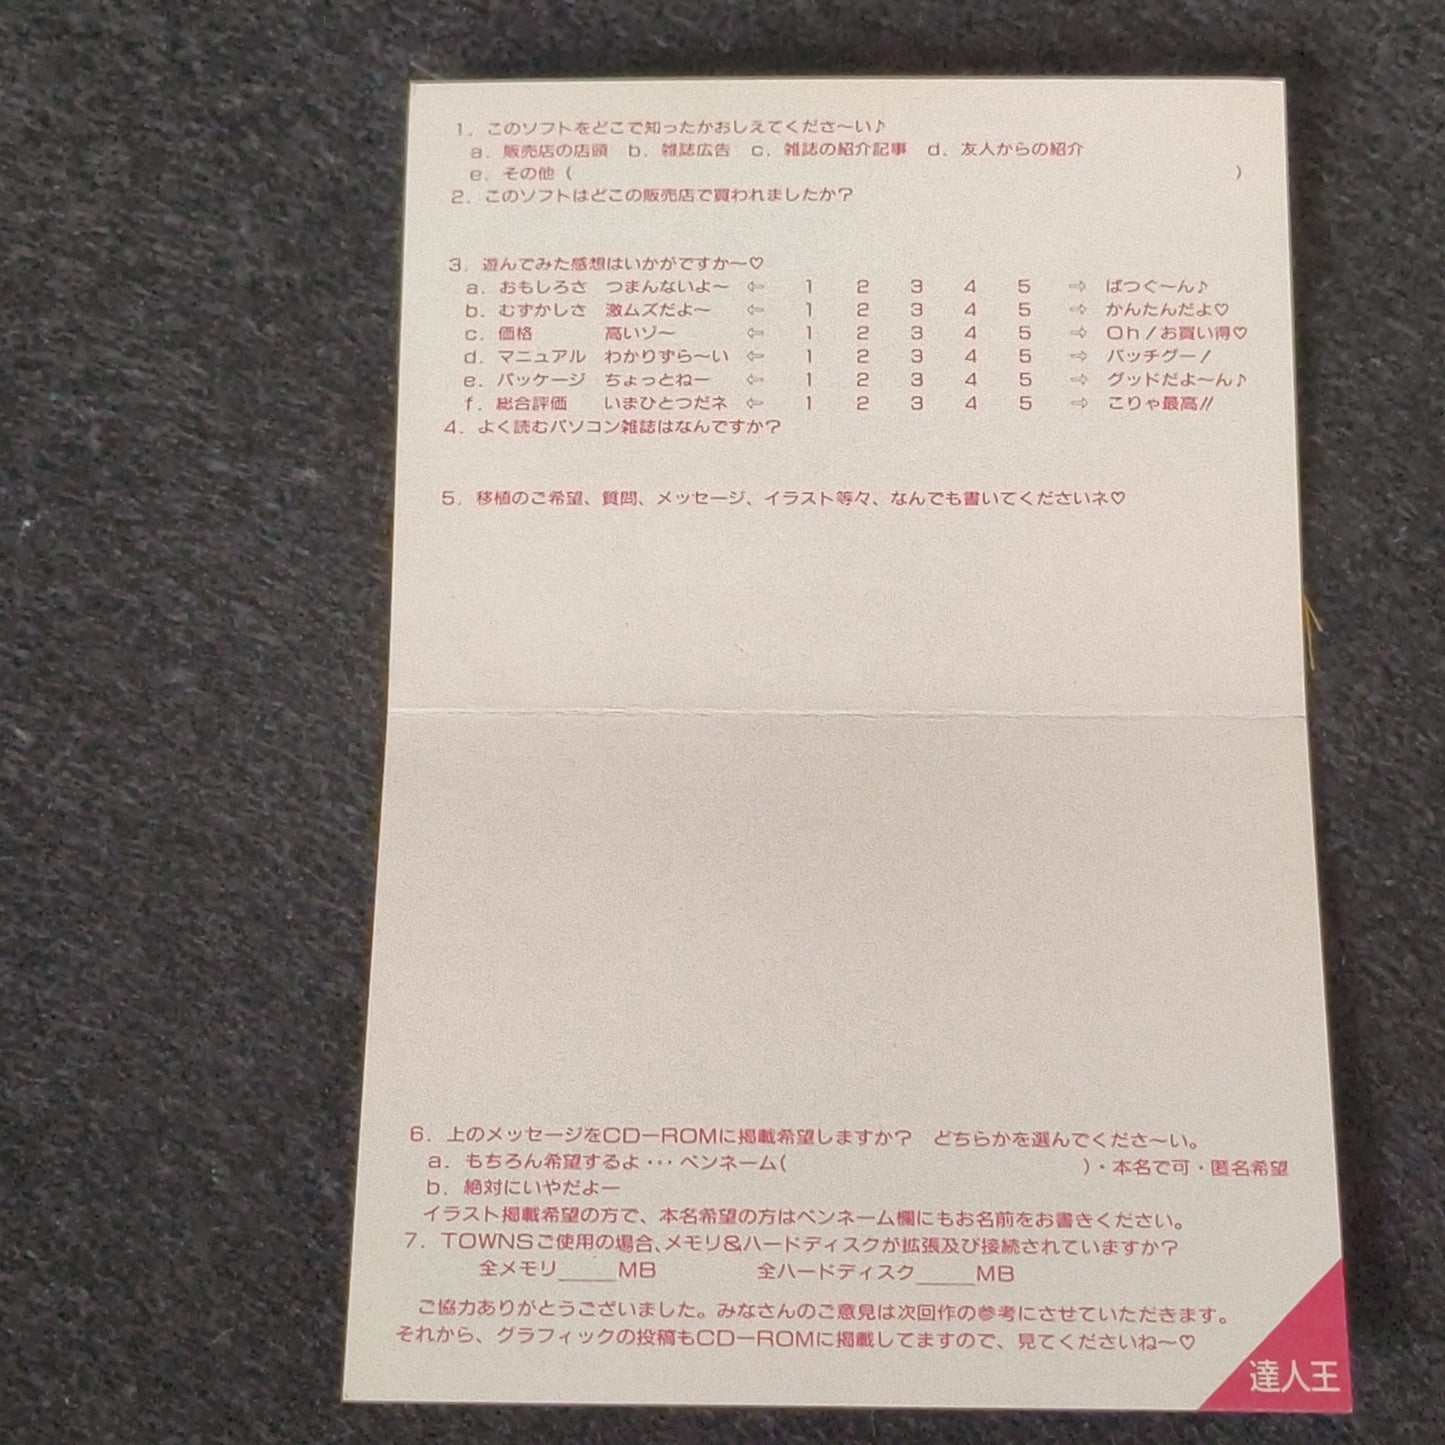 1．このソフトをどこで知ったかおしえてくださ〜い♪
a．販売店の店頭　b．雑誌広告　c．雑誌の紹介記事　d．友人からの紹介
e．その他（　　　　　　　　　　　　　　　　　　　　　　）
2．このソフトはどこの販売店で買われましたか？
3．遊んでみた感想はいかがですか〜♡
a．おもしろさ　つまんないよ〜　⇦　1　2　3　4　5　⇨　ばつぐ〜ん♪
b．むずかしさ　激ムズだよ〜　⇦　1　2　3　4　5　⇨　かんたんだよ♡
c．価格　高いゾ〜　⇦　1　2　3　4　5　⇨　Oh！お買い得♡
d．マニュアル　わかりずら〜い　⇦　1　2　3　4　5　⇨　バッチグー！
e．パッケージ　ちょっとねー　⇦　1　2　3　4　5　⇨　グッドだよ〜ん♪
f．総合評価　いまひとつだネ　⇦　1　2　3　4　5　⇨　こりゃ最高!!
4．よく読むパソコン雑誌はなんですか？
5．移植のご希望、質問、メッセージ、イラスト等々、なんでも書いてくださいネ♡
6．上のメッセージをCD－ROMに掲載希望しますか？　どちらかを選んでくださ〜い。
a．もちろん希望するよ…ペンネーム(　　　　　　　　　　　　)・本名で可・匿名希望
b．絶対にいやだよー
イラスト掲載希望の方で、本名希望の方はペンネーム欄にもお名前をお書きください。
7．TOWNSご使用の場合、メモリ&ハードディスクが拡張及び接続されていますか？
全メモリ_____MB　　　全ハードディスク_____MB
ご協力ありがとうございました。みなさんのご意見は次回作の参考にさせていただきます。
それから、グラフィックの投稿もCD－ROMに掲載してますので、見てくださいね〜♡
達人王